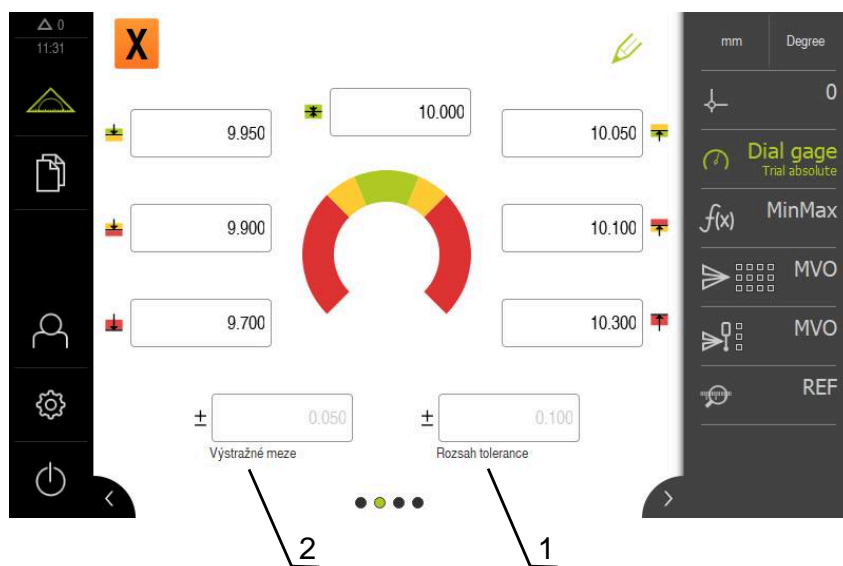 0
11:31
X
mm Degree
0
10.000
9.950
10.050
Dial gage
Trial absolute
9.900
10.100
f(x) MinMax
MVO
9.700
10.300
MVO
REF
± 0.050
± 0.100
Výstražné meze
Rozsah tolerance
2
1